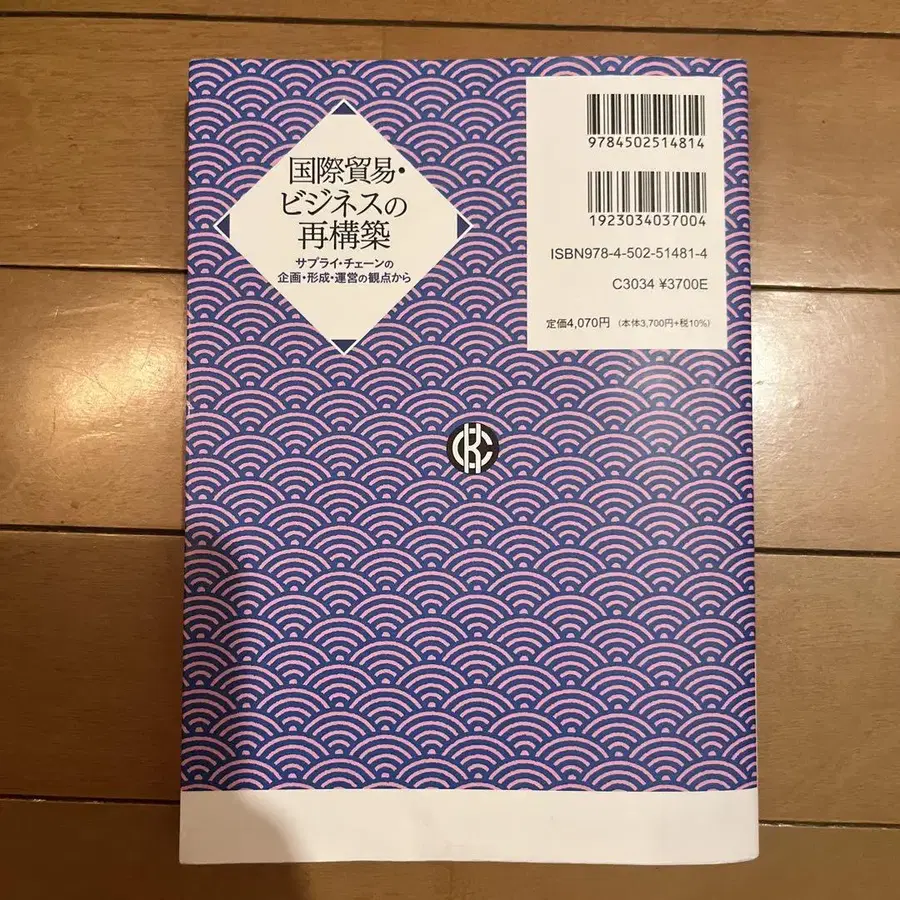 国際貿易・
ビジネスの
再構築
サプライ・チェーンの
企画・形成・運営の観点から
9784502514814
1923034037004
ISBN978-4-502-51481-4
C3034 ¥3700E
定価4,070円 (本体3,700円+税10%)